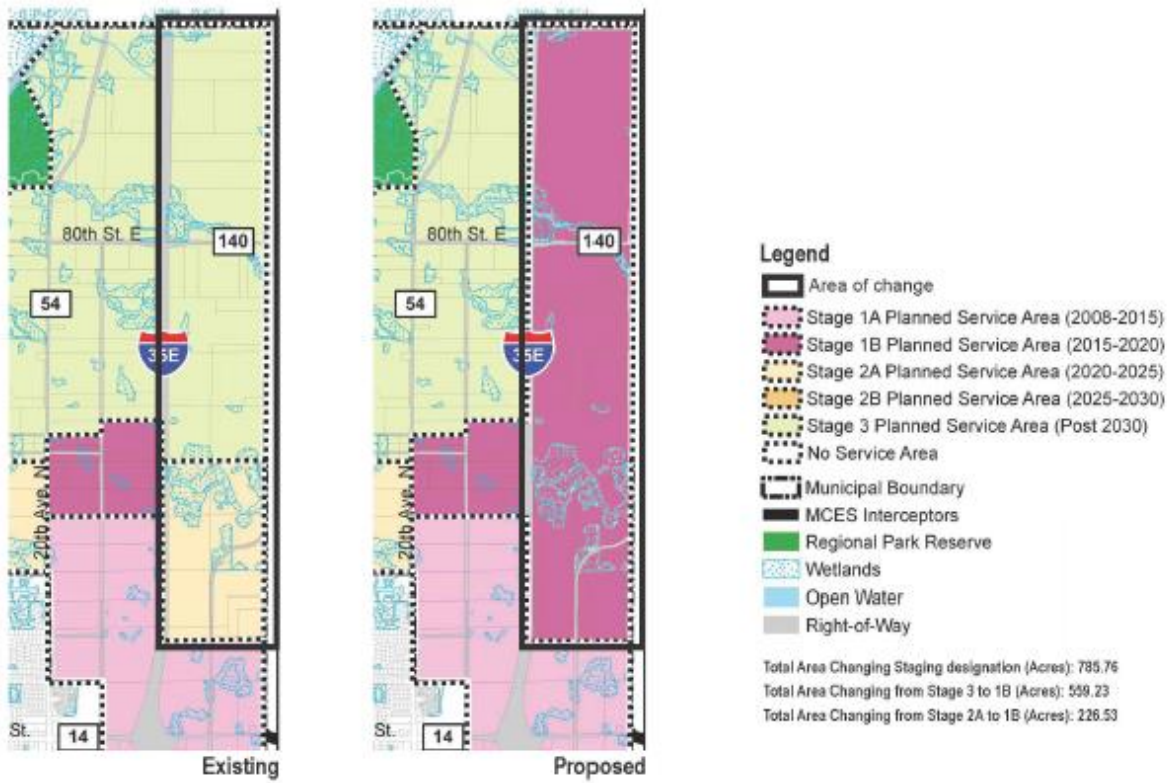 80th St. E
140
54
35E
20th Ave. N
St.
14
Existing
80th St. E
140
54
35E
20th Ave. N
St.
14
Proposed
Legend
Area of change
Stage 1A Planned Service Area (2008-2015)
Stage 1B Planned Service Area (2015-2020)
Stage 2A Planned Service Area (2020-2025)
Stage 2B Planned Service Area (2025-2030)
Stage 3 Planned Service Area (Post 2030)
No Service Area
Municipal Boundary
MCES Interceptors
Regional Park Reserve
Wetlands
Open Water
Right-of-Way
Total Area Changing Staging designation (Acres): 785.76
Total Area Changing from Stage 3 to 1B (Acres): 559.23
Total Area Changing from Stage 2A to 1B (Acres): 226.53